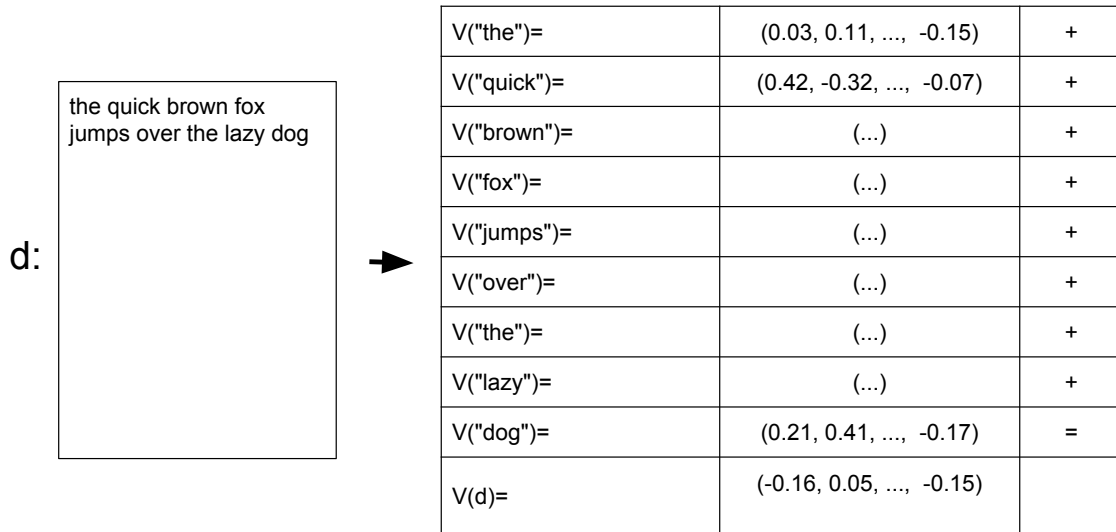 d:
the quick brown fox
jumps over the lazy dog
V("the")= (0.03, 0.11, ..., -0.15) +
V("quick")= (0.42, -0.32, ..., -0.07) +
V("brown")= (...) +
V("fox")= (...) +
V("jumps")= (...) +
V("over")= (...) +
V("the")= (...) +
V("lazy")= (...) +
V("dog")= (0.21, 0.41, ..., -0.17) =
V(d)= (-0.16, 0.05, ..., -0.15)